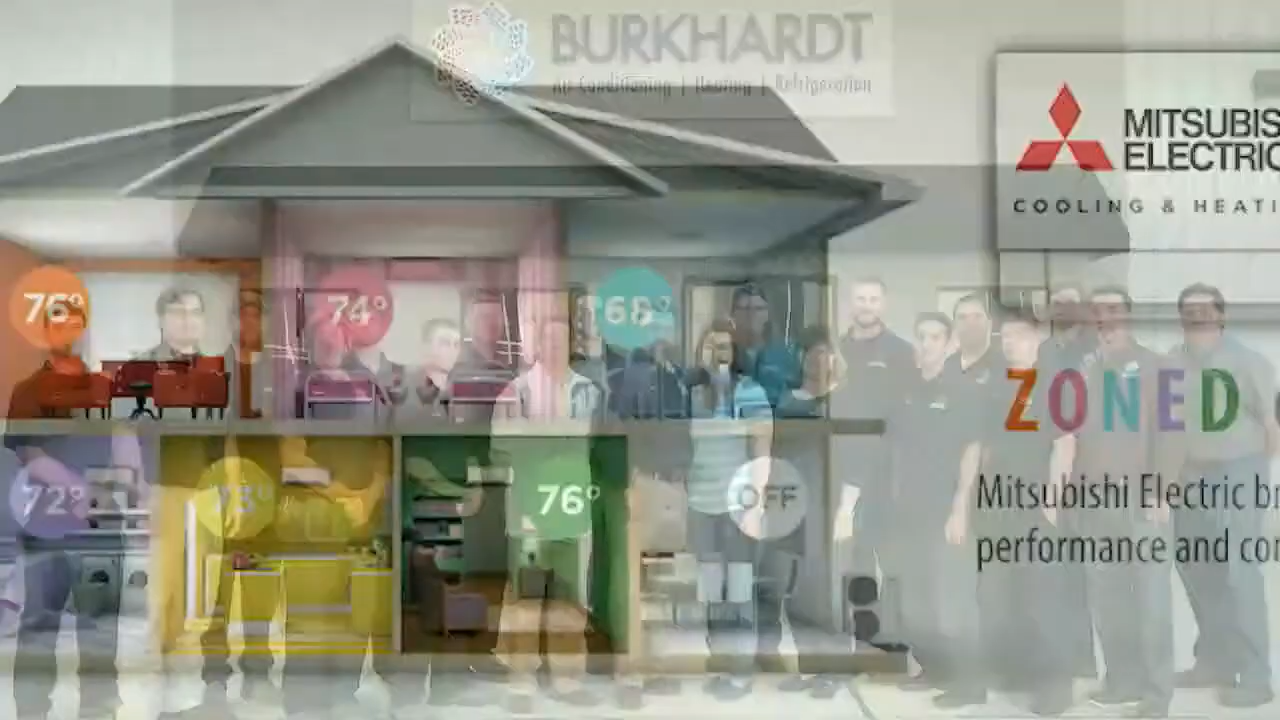 BURKHARDT
Air Conditioning | Heating | Refrigeration
MITSUBIS
ELECTRIC
COOLING & HEATI
76° 74° 68°
ZONED
72° 73° 76° OFF
Mitsubishi Electric br
performance and con